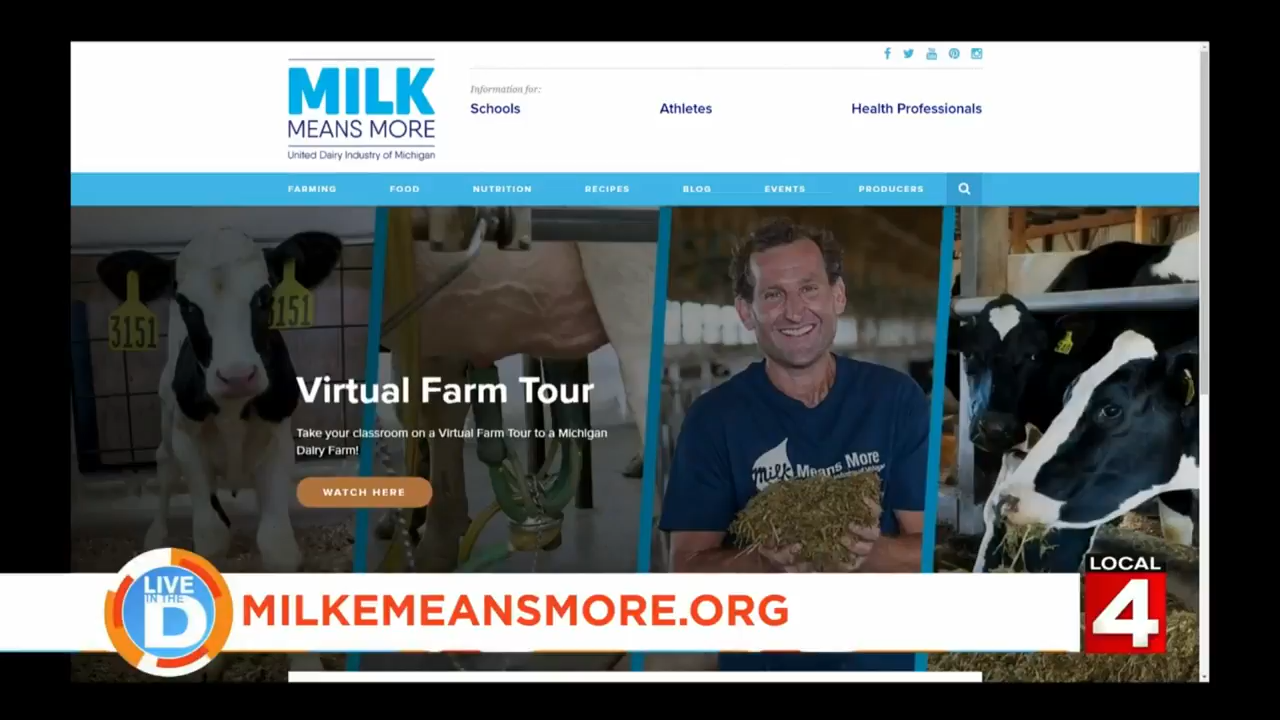 MILK
MEANS MORE
United Dairy Industry of Michigan
Information for:
Schools Athletes Health Professionals
FARMING FOOD NUTRITION RECIPES BLOG EVENTS PRODUCERS
3151 3151
Virtual Farm Tour
Take your classroom on a Virtual Farm Tour to a Michigan
Dairy Farm!
WATCH HERE
Milk Means More
LIVE
IN THE
D
MILKEMEANSMORE.ORG
LOCAL
4